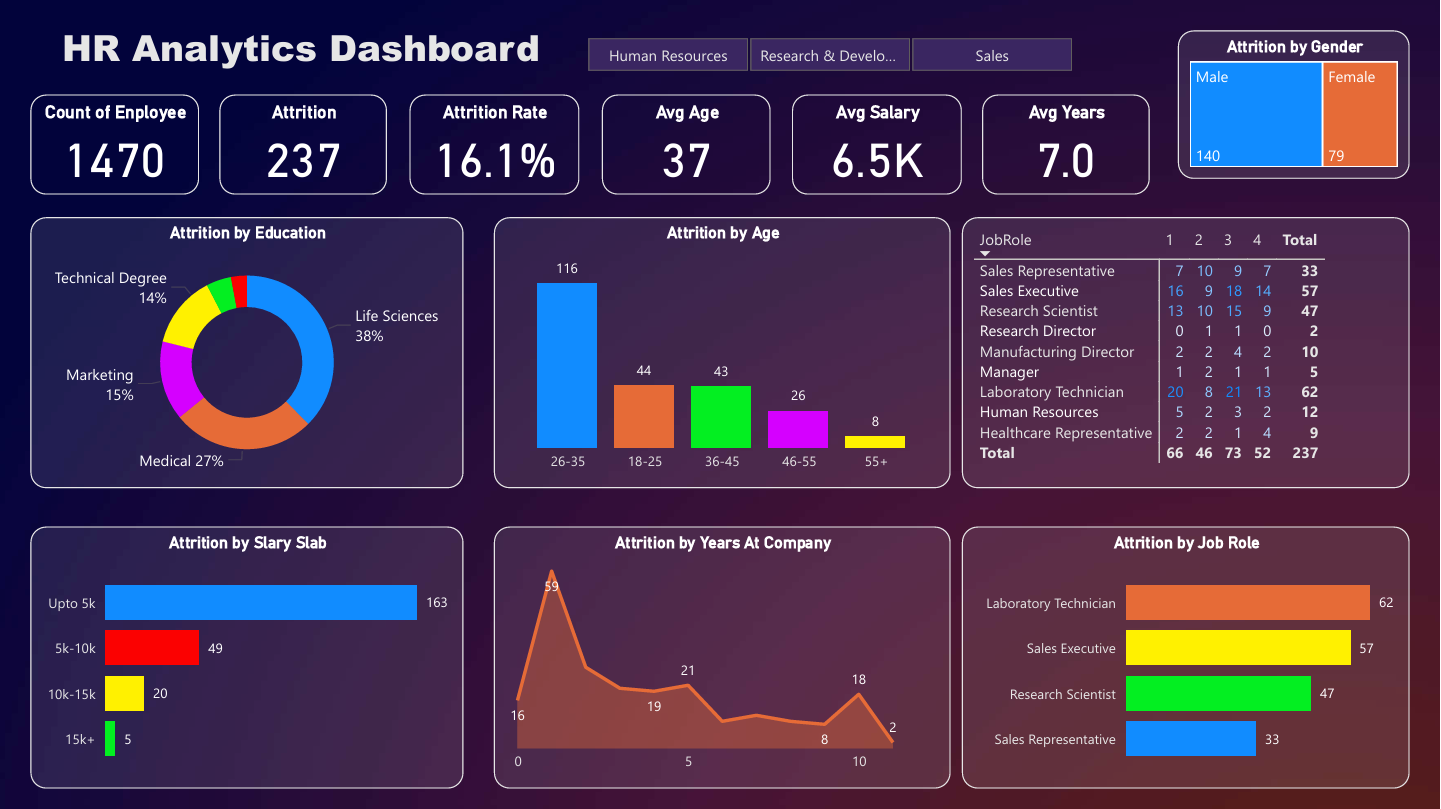 HR Analytics Dashboard
Human Resources
Research & Develo...
Sales
Attrition by Gender
Male
Female
140
79
Count of Enployee
1470
Attrition
237
Attrition Rate
16.1%
Avg Age
37
Avg Salary
6.5K
Avg Years
7.0
Attrition by Education
Technical Degree
14%
Life Sciences
38%
Marketing
15%
Medical 27%
Attrition by Age
116
44
43
26
8
26-35 18-25 36-45 46-55 55+
JobRole 1 2 3 4 Total
Sales Representative 7 10 9 7 33
Sales Executive 16 9 18 14 57
Research Scientist 13 10 15 9 47
Research Director 0 1 1 0 2
Manufacturing Director 2 2 4 2 10
Manager 1 2 1 1 5
Laboratory Technician 20 8 21 13 62
Human Resources 5 2 3 2 12
Healthcare Representative 2 2 1 4 9
Total 66 46 73 52 237
Attrition by Slary Slab
Upto 5k 163
5k-10k 49
10k-15k 20
15k+ 5
Attrition by Years At Company
59
21
18
19
16
2
8
0 5 10
Attrition by Job Role
Laboratory Technician 62
Sales Executive 57
Research Scientist 47
Sales Representative 33